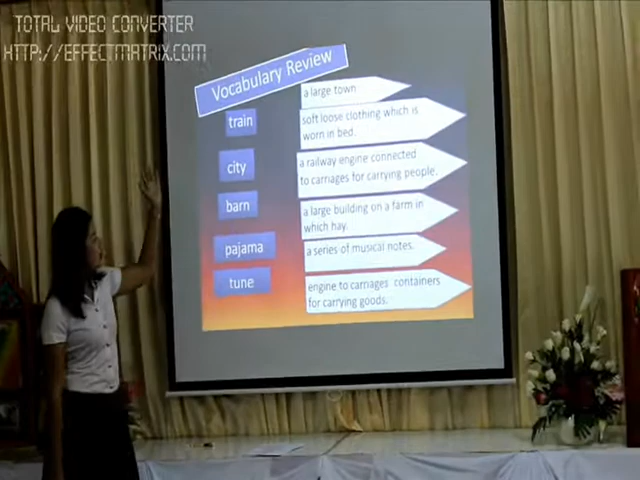 TOTAL VIDEO CONVERTER
HTTP://EFFECTMATRIX.COM
Vocabulary Review
train
city
barn
pajama
tune
a large town
soft loose clothing which is
worn in bed.
a railway engine connected
to carriages for carrying people.
a large building on a farm in
which hay.
a series of musical notes.
engine to carriages containers
for carrying goods.